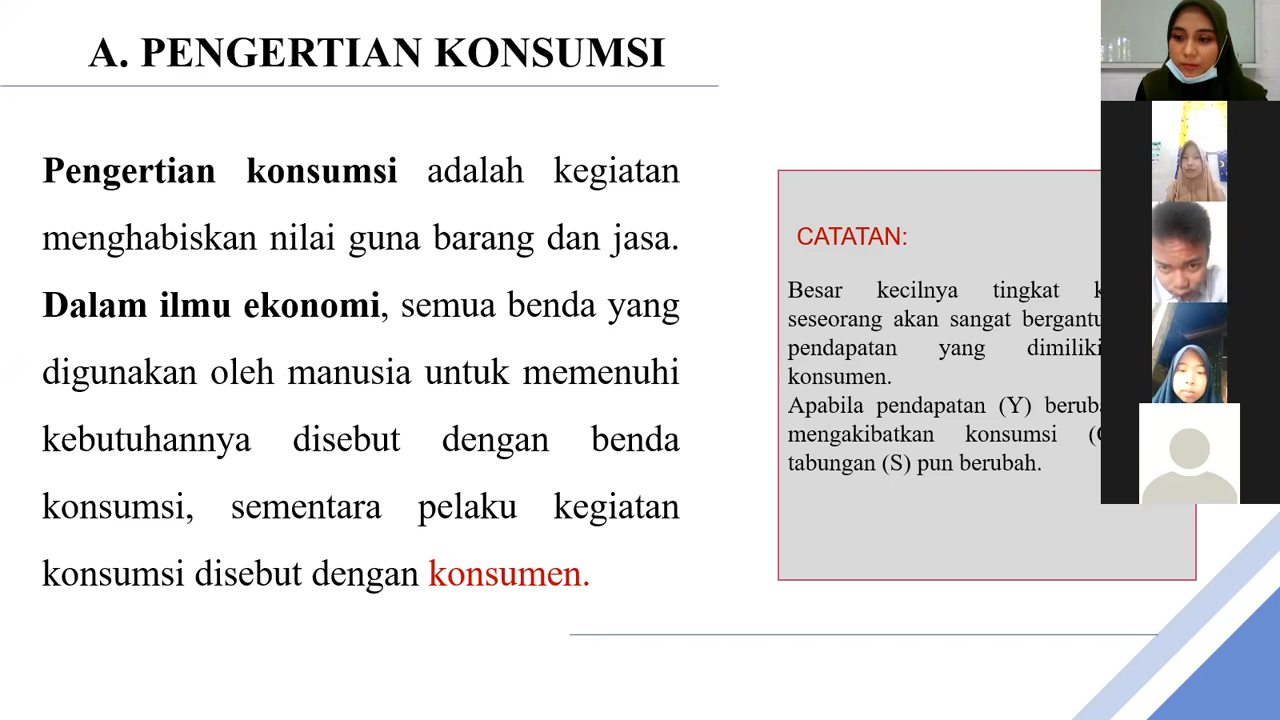 A. PENGERTIAN KONSUMSI
Pengertian konsumsi adalah kegiatan
menghabiskan nilai guna barang dan jasa.
Dalam ilmu ekonomi, semua benda yang
digunakan oleh manusia untuk memenuhi
kebutuhannya disebut dengan benda
konsumsi, sementara pelaku kegiatan
konsumsi disebut dengan konsumen.
CATATAN:
Besar kecilnya tingkat
seseorang akan sangat
pendapatan yang
konsumen.
Apabila pendapatan (Y)
mengakibatkan konsumsi
tabungan (S) pun berubah.